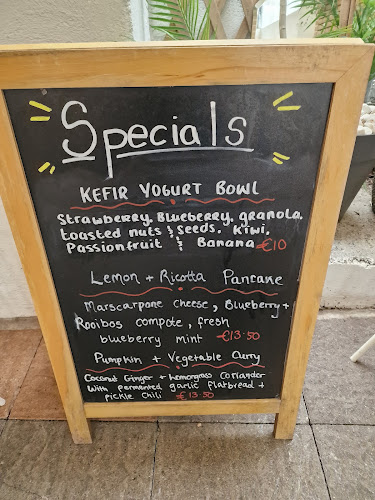 Specials
KEFIR YOGURT BOWL
Strawberry, Blueberry, granola,
toasted nuts & seeds, Kiwi,
Passionfruit & Banana €10
Lemon + Ricotta Pancake
Marscarpone cheese, Blueberry +
Rooibos compote, fresh
blueberry mint €13.50
Pumpkin + Vegetable Curry
Coconut Ginger + Lemongrass Coriander
with fermented garlic flatbread +
pickle chili €13.50